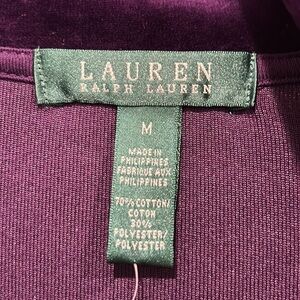 LAUREN
RALPH LAUREN
M
MADE IN
PHILIPPINES
FABRIQUE AUX
PHILIPPINES
70% COTTON/
COTON
30%
POLYESTER/
POLYESTER